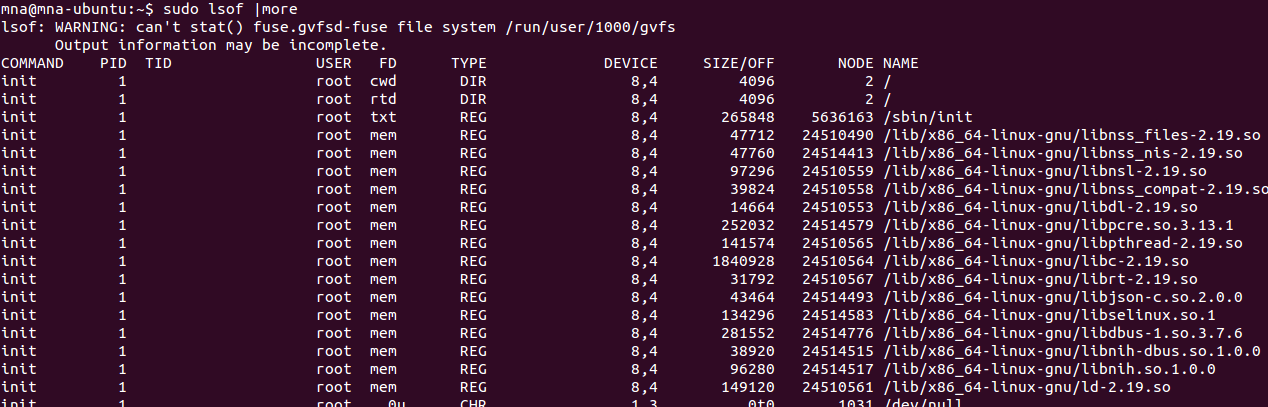 mna@mna-ubuntu:~$ sudo lsof |more
lsof: WARNING: can't stat() fuse.gvfsd-fuse file system /run/user/1000/gvfs
      Output information may be incomplete.
COMMAND    PID  TID                USER   FD      TYPE             DEVICE     SIZE/OFF       NODE NAME
init         1                     root  cwd       DIR                8,4         4096          2 /
init         1                     root  rtd       DIR                8,4         4096          2 /
init         1                     root  txt       REG                8,4       265848    5636163 /sbin/init
init         1                     root  mem       REG                8,4        47712   24510490 /lib/x86_64-linux-gnu/libnss_files-2.19.so
init         1                     root  mem       REG                8,4        47760   24514413 /lib/x86_64-linux-gnu/libnss_nis-2.19.so
init         1                     root  mem       REG                8,4        97296   24510559 /lib/x86_64-linux-gnu/libnsl-2.19.so
init         1                     root  mem       REG                8,4        39824   24510558 /lib/x86_64-linux-gnu/libnss_compat-2.19.so
init         1                     root  mem       REG                8,4        14664   24510553 /lib/x86_64-linux-gnu/libdl-2.19.so
init         1                     root  mem       REG                8,4       252032   24514579 /lib/x86_64-linux-gnu/libpcre.so.3.13.1
init         1                     root  mem       REG                8,4       141574   24510565 /lib/x86_64-linux-gnu/libpthread-2.19.so
init         1                     root  mem       REG                8,4      1840928   24510564 /lib/x86_64-linux-gnu/libc-2.19.so
init         1                     root  mem       REG                8,4        31792   24510567 /lib/x86_64-linux-gnu/librt-2.19.so
init         1                     root  mem       REG                8,4        43464   24514493 /lib/x86_64-linux-gnu/libjson-c.so.2.0.0
init         1                     root  mem       REG                8,4       134296   24514583 /lib/x86_64-linux-gnu/libselinux.so.1
init         1                     root  mem       REG                8,4       281552   24514776 /lib/x86_64-linux-gnu/libdbus-1.so.3.7.6
init         1                     root  mem       REG                8,4        38920   24514515 /lib/x86_64-linux-gnu/libnih-dbus.so.1.0.0
init         1                     root  mem       REG                8,4        96280   24514517 /lib/x86_64-linux-gnu/libnih.so.1.0.0
init         1                     root  mem       REG                8,4       149120   24510561 /lib/x86_64-linux-gnu/ld-2.19.so
init         1                     root    0u      CHR                1,3          0t0       1031 /dev/null